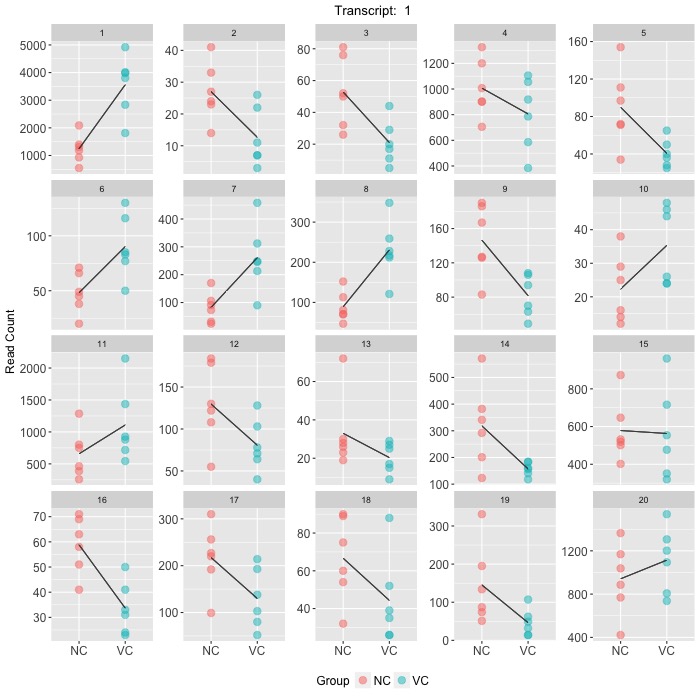 Transcript: 1
1 2 3 4 5
5000 4000 3000 2000 1000
40 30 20 10
80 60 40 20
1200 1000 800 600 400
160 120 80 40
6 7 8 9 10
100 50
400 300 200 100
300 200 100
160 120 80
40 30 20
Read Count
11 12 13 14 15
2000 1500 1000 500
150 100 50
60 40 20
500 400 300 200 100
800 600 400
16 17 18 19 20
70 60 50 40 30
300 200 100
80 60 40
300 200 100 0
1200 800 400
NC VC NC VC NC VC NC VC NC VC
Group NC VC